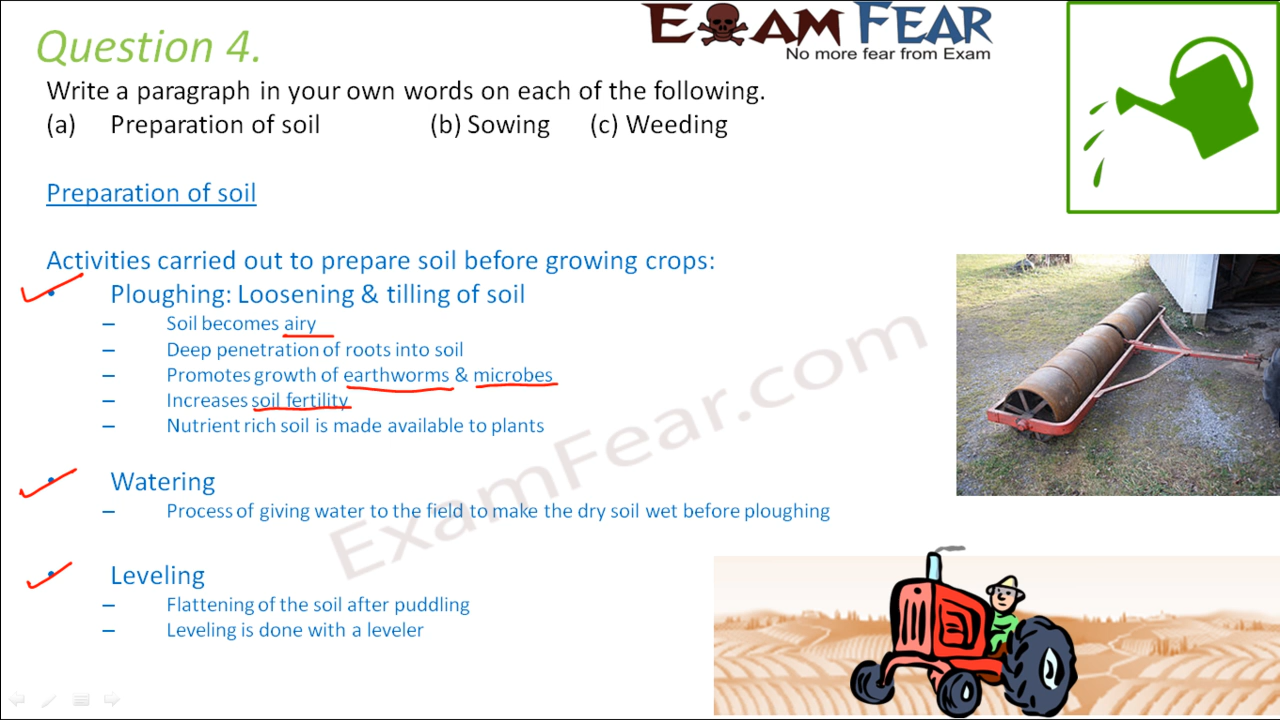 Question 4.
EXAM FEAR
No more fear from Exam
Write a paragraph in your own words on each of the following.
(a) Preparation of soil (b) Sowing (c) Weeding
Preparation of soil
Activities carried out to prepare soil before growing crops:
• Ploughing: Loosening & tilling of soil
– Soil becomes airy
– Deep penetration of roots into soil
– Promotes growth of earthworms & microbes
– Increases soil fertility
– Nutrient rich soil is made available to plants
• Watering
– Process of giving water to the field to make the dry soil wet before ploughing
• Leveling
– Flattening of the soil after puddling
– Leveling is done with a leveler
ExamFear.com